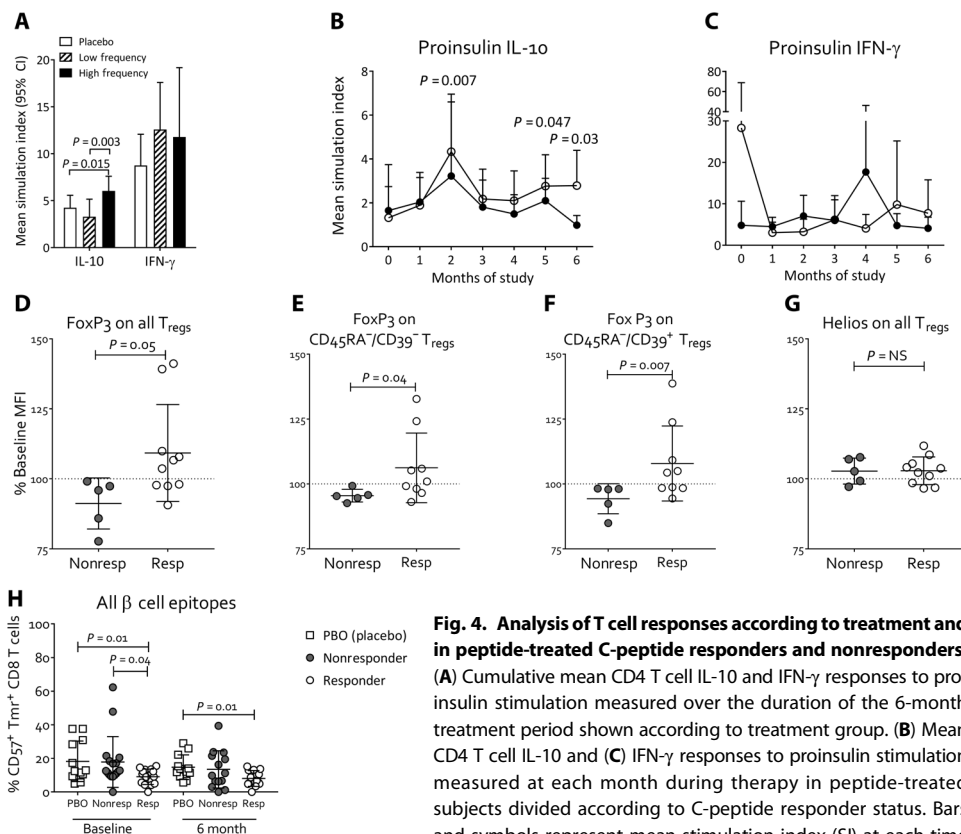 A
Placebo
Low frequency
High frequency
Mean simulation index (95% CI)
20
15
10
5
0
P = 0.003
P = 0.015
IL-10
IFN-γ
B
Proinsulin IL-10
Mean simulation index
8
6
4
2
0
P = 0.007
P = 0.047
P = 0.03
0 1 2 3 4 5 6
Months of study
C
Proinsulin IFN-γ
80
60
40
30
20
10
0
0 1 2 3 4 5 6
Months of study
D
FoxP3 on all Tregs
% Baseline MFI
150
125
100
75
P = 0.05
Nonresp Resp
E
FoxP3 on
CD45RA⁻/CD39⁻ Tregs
150
125
100
75
P = 0.04
Nonresp Resp
F
Fox P3 on
CD45RA⁻/CD39⁺ Tregs
150
125
100
75
P = 0.007
Nonresp Resp
G
Helios on all Tregs
150
125
100
75
P = NS
Nonresp Resp
H
All β cell epitopes
% CD57⁺ Tmr⁺ CD8 T cells
100
80
60
40
20
0
P = 0.01
P = 0.04
P = 0.01
PBO Nonresp Resp PBO Nonresp Resp
Baseline 6 month
PBO (placebo)
Nonresponder
Responder
Fig. 4. Analysis of T cell responses according to treatment and
in peptide-treated C-peptide responders and nonresponders
(A) Cumulative mean CD4 T cell IL-10 and IFN-γ responses to pro
insulin stimulation measured over the duration of the 6-month
treatment period shown according to treatment group. (B) Mean
CD4 T cell IL-10 and (C) IFN-γ responses to proinsulin stimulation
measured at each month during therapy in peptide-treated
subjects divided according to C-peptide responder status. Bars
and symbols represent mean stimulation index (SI) at each time